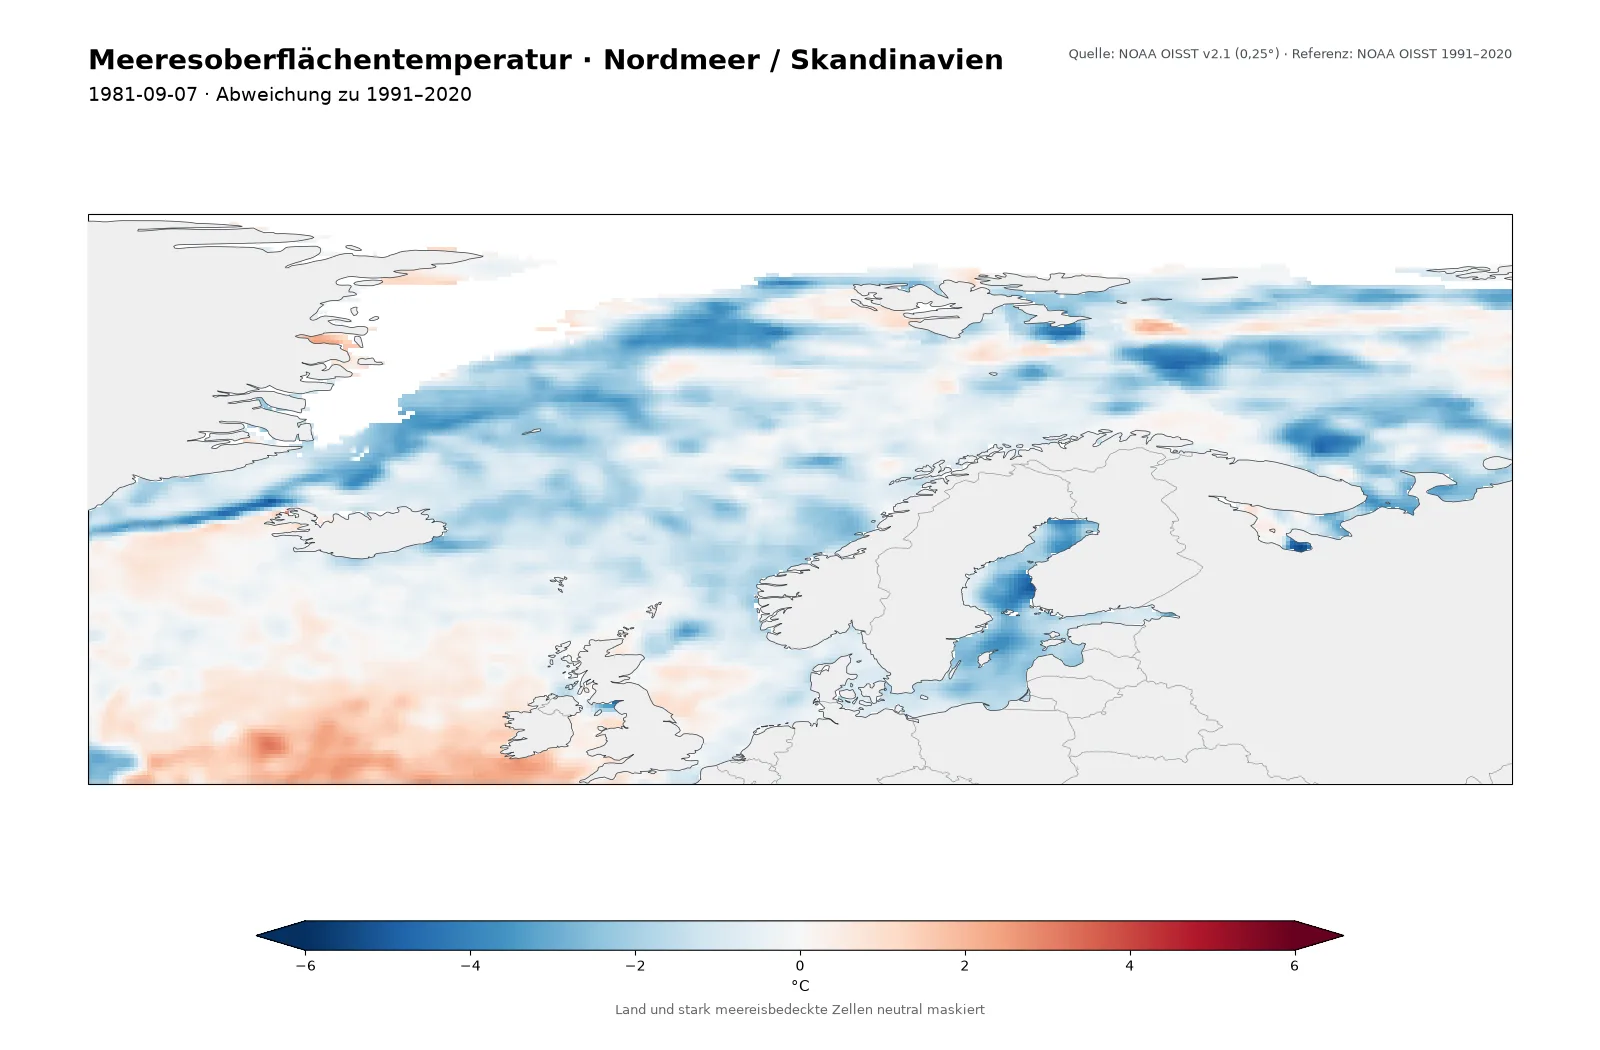 Meeresoberflächentemperatur · Nordmeer / Skandinavien
Quelle: NOAA OISST v2.1 (0,25°) · Referenz: NOAA OISST 1991–2020
1981-09-07 · Abweichung zu 1991–2020
−6 −4 −2 0 2 4 6
°C
Land und stark meereisbedeckte Zellen neutral maskiert